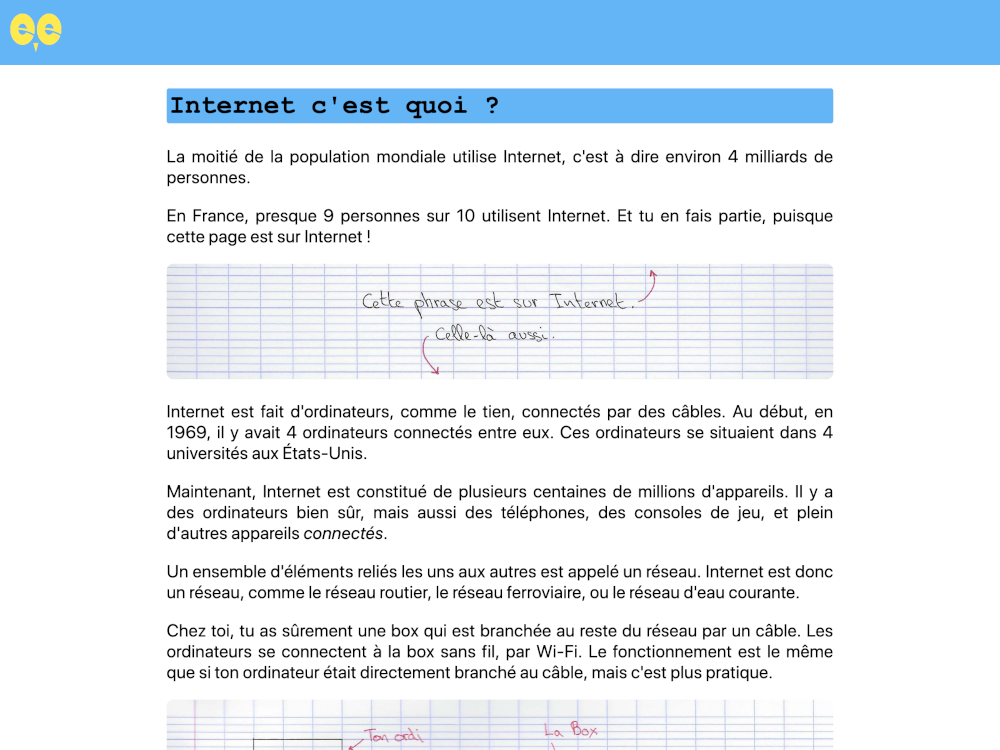 Internet c'est quoi ?
La moitié de la population mondiale utilise Internet, c'est à dire environ 4 milliards de
personnes.
En France, presque 9 personnes sur 10 utilisent Internet. Et tu en fais partie, puisque
cette page est sur Internet !
Cette phrase est sur Internet.
Celle-là aussi.
Internet est fait d'ordinateurs, comme le tien, connectés par des câbles. Au début, en
1969, il y avait 4 ordinateurs connectés entre eux. Ces ordinateurs se situaient dans 4
universités aux États-Unis.
Maintenant, Internet est constitué de plusieurs centaines de millions d'appareils. Il y a
des ordinateurs bien sûr, mais aussi des téléphones, des consoles de jeu, et plein
d'autres appareils connectés.
Un ensemble d'éléments reliés les uns aux autres est appelé un réseau. Internet est donc
un réseau, comme le réseau routier, le réseau ferroviaire, ou le réseau d'eau courante.
Chez toi, tu as sûrement une box qui est branchée au reste du réseau par un câble. Les
ordinateurs se connectent à la box sans fil, par Wi-Fi. Le fonctionnement est le même
que si ton ordinateur était directement branché au câble, mais c'est plus pratique.
Ton ordi La Box